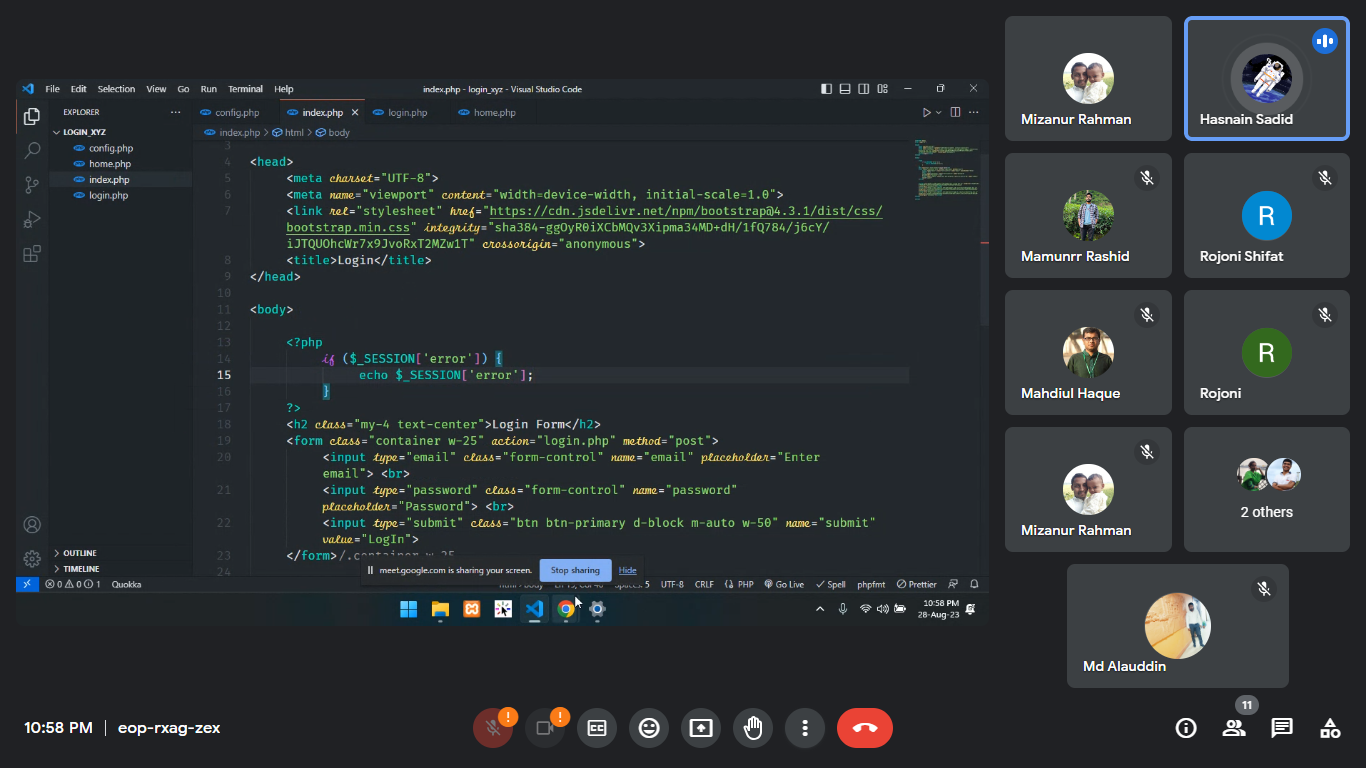 File Edit Selection View Go Run Terminal Help
index.php - login_xyz - Visual Studio Code
EXPLORER
LOGIN_XYZ
config.php
home.php
index.php
login.php
OUTLINE
TIMELINE
config.php
index.php
login.php
home.php
index.php > html > body
3
4 <head>
5 <meta charset="UTF-8">
6 <meta name="viewport" content="width=device-width, initial-scale=1.0">
7 <link rel="stylesheet" href="https://cdn.jsdelivr.net/npm/bootstrap@4.3.1/dist/css/
bootstrap.min.css" integrity="sha384-ggOyR0iXCbMQv3Xipma34MD+dH/1fQ784/j6cY/
iJTQUOhcWr7x9JvoRxT2MZw1T" crossorigin="anonymous">
8 <title>Login</title>
9 </head>
10
11 <body>
12
13 <?php
14 if ($_SESSION['error']) {
15 echo $_SESSION['error'];
16 }
17 ?>
18 <h2 class="my-4 text-center">Login Form</h2>
19 <form class="container w-25" action="login.php" method="post">
20 <input type="email" class="form-control" name="email" placeholder="Enter
email"> <br>
21 <input type="password" class="form-control" name="password"
placeholder="Password"> <br>
22 <input type="submit" class="btn btn-primary d-block m-auto w-50" name="submit"
value="LogIn">
23 </form>/.container w-25
24
meet.google.com is sharing your screen.
Stop sharing
Hide
0 0 1 Quokka
UTF-8 CRLF PHP Go Live Spell phpfmt Prettier
10:58 PM
28-Aug-23
Mizanur Rahman
Hasnain Sadid
Mamunrr Rashid
R
Rojoni Shifat
Mahdiul Haque
R
Rojoni
Mizanur Rahman
2 others
Md Alauddin
10:58 PM | eop-rxag-zex
!
!
CC
11